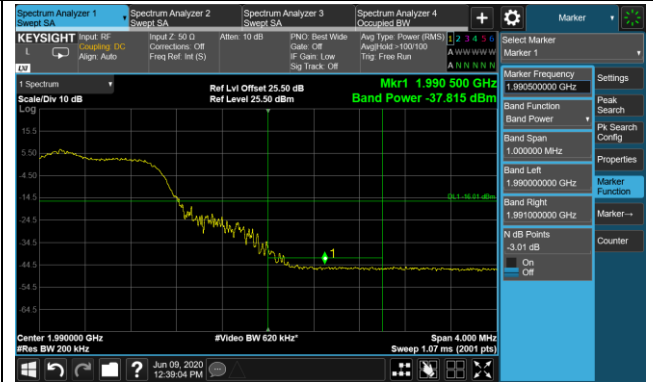 Spectrum Analyzer 1
Swept SA
Spectrum Analyzer 2
Swept SA
Spectrum Analyzer 3
Swept SA
Spectrum Analyzer 4
Occupied BW
+
Marker
KEYSIGHT
L
LXI
Input: RF
Coupling: DC
Align: Auto
Input Z: 50 Ω
Corrections: Off
Freq Ref: Int (S)
Atten: 10 dB
PNO: Best Wide
Gate: Off
IF Gain: Low
Sig Track: Off
Avg Type: Power (RMS)
Avg|Hold:>100/100
Trig: Free Run
1 2 3 4 5 6
A W W W W W
A N N N N N
1 Spectrum
Scale/Div 10 dB
Log
Ref Lvl Offset 25.50 dB
Ref Level 25.50 dBm
Mkr1 1.990 500 GHz
Band Power -37.815 dBm
15.5
5.50
-4.50
-14.5
-24.5
-34.5
-44.5
-54.5
-64.5
DL1 -16.01 dBm
1
Center 1.990000 GHz
#Res BW 200 kHz
#Video BW 620 kHz*
Span 4.000 MHz
Sweep 1.07 ms (2001 pts)
?
Jun 09, 2020
12:39:04 PM
Select Marker
Marker 1
Marker Frequency
1.990500000 GHz
Band Function
Band Power
Band Span
1.000000 MHz
Band Left
1.990000000 GHz
Band Right
1.991000000 GHz
N dB Points
-3.01 dB
On
Off
Settings
Peak
Search
Pk Search
Config
Properties
Marker
Function
Marker→
Counter